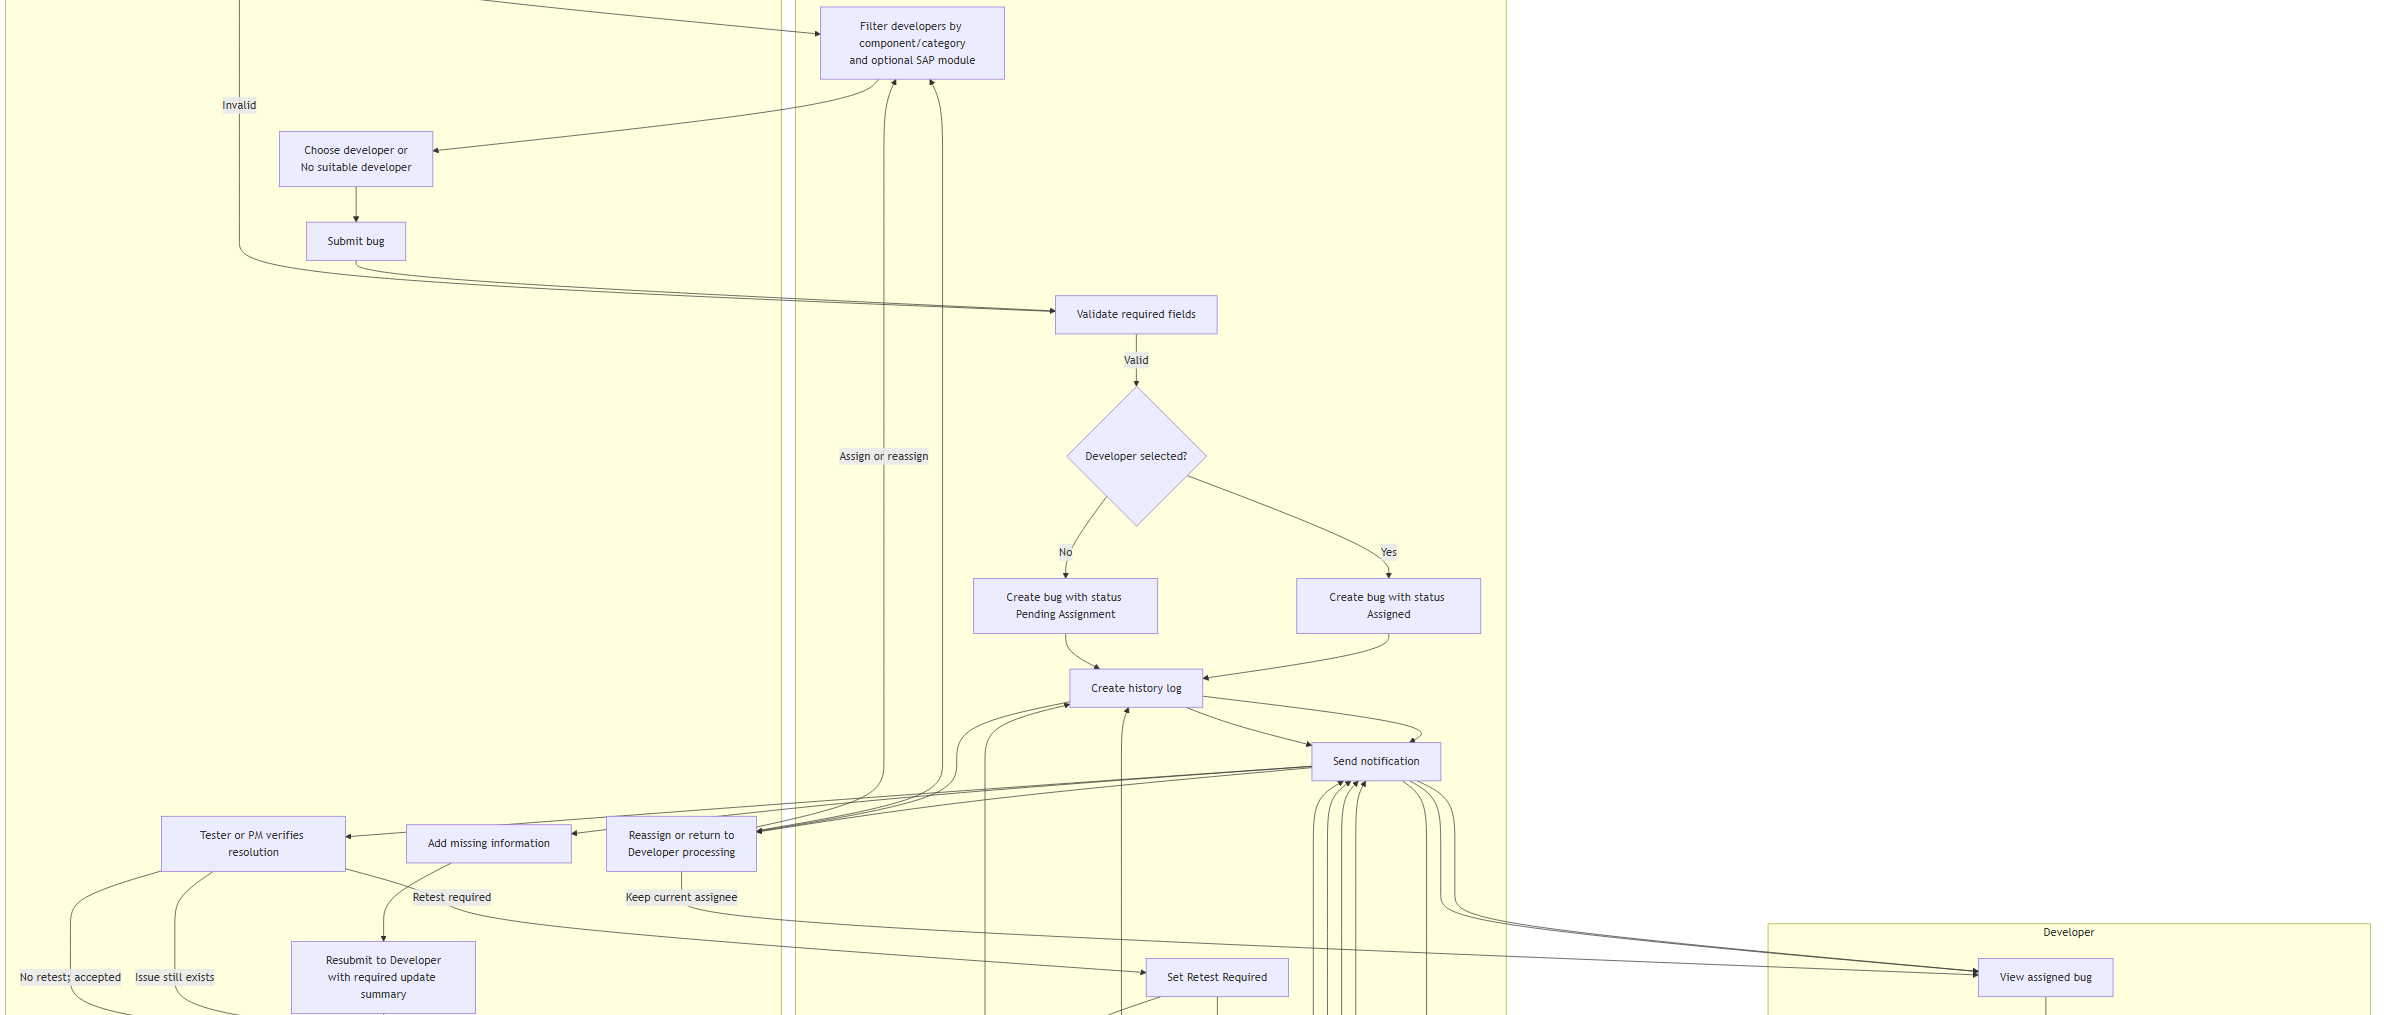 Filter developers by
component/category
and optional SAP module
Invalid
Choose developer or
No suitable developer
Submit bug
Validate required fields
Valid
Assign or reassign
Developer selected?
No
Yes
Create bug with status
Pending Assignment
Create bug with status
Assigned
Create history log
Send notification
Tester or PM verifies
resolution
Add missing information
Reassign or return to
Developer processing
Retest required
Keep current assignee
Developer
No retest; accepted
Issue still exists
Resubmit to Developer
with required update
summary
Set Retest Required
View assigned bug